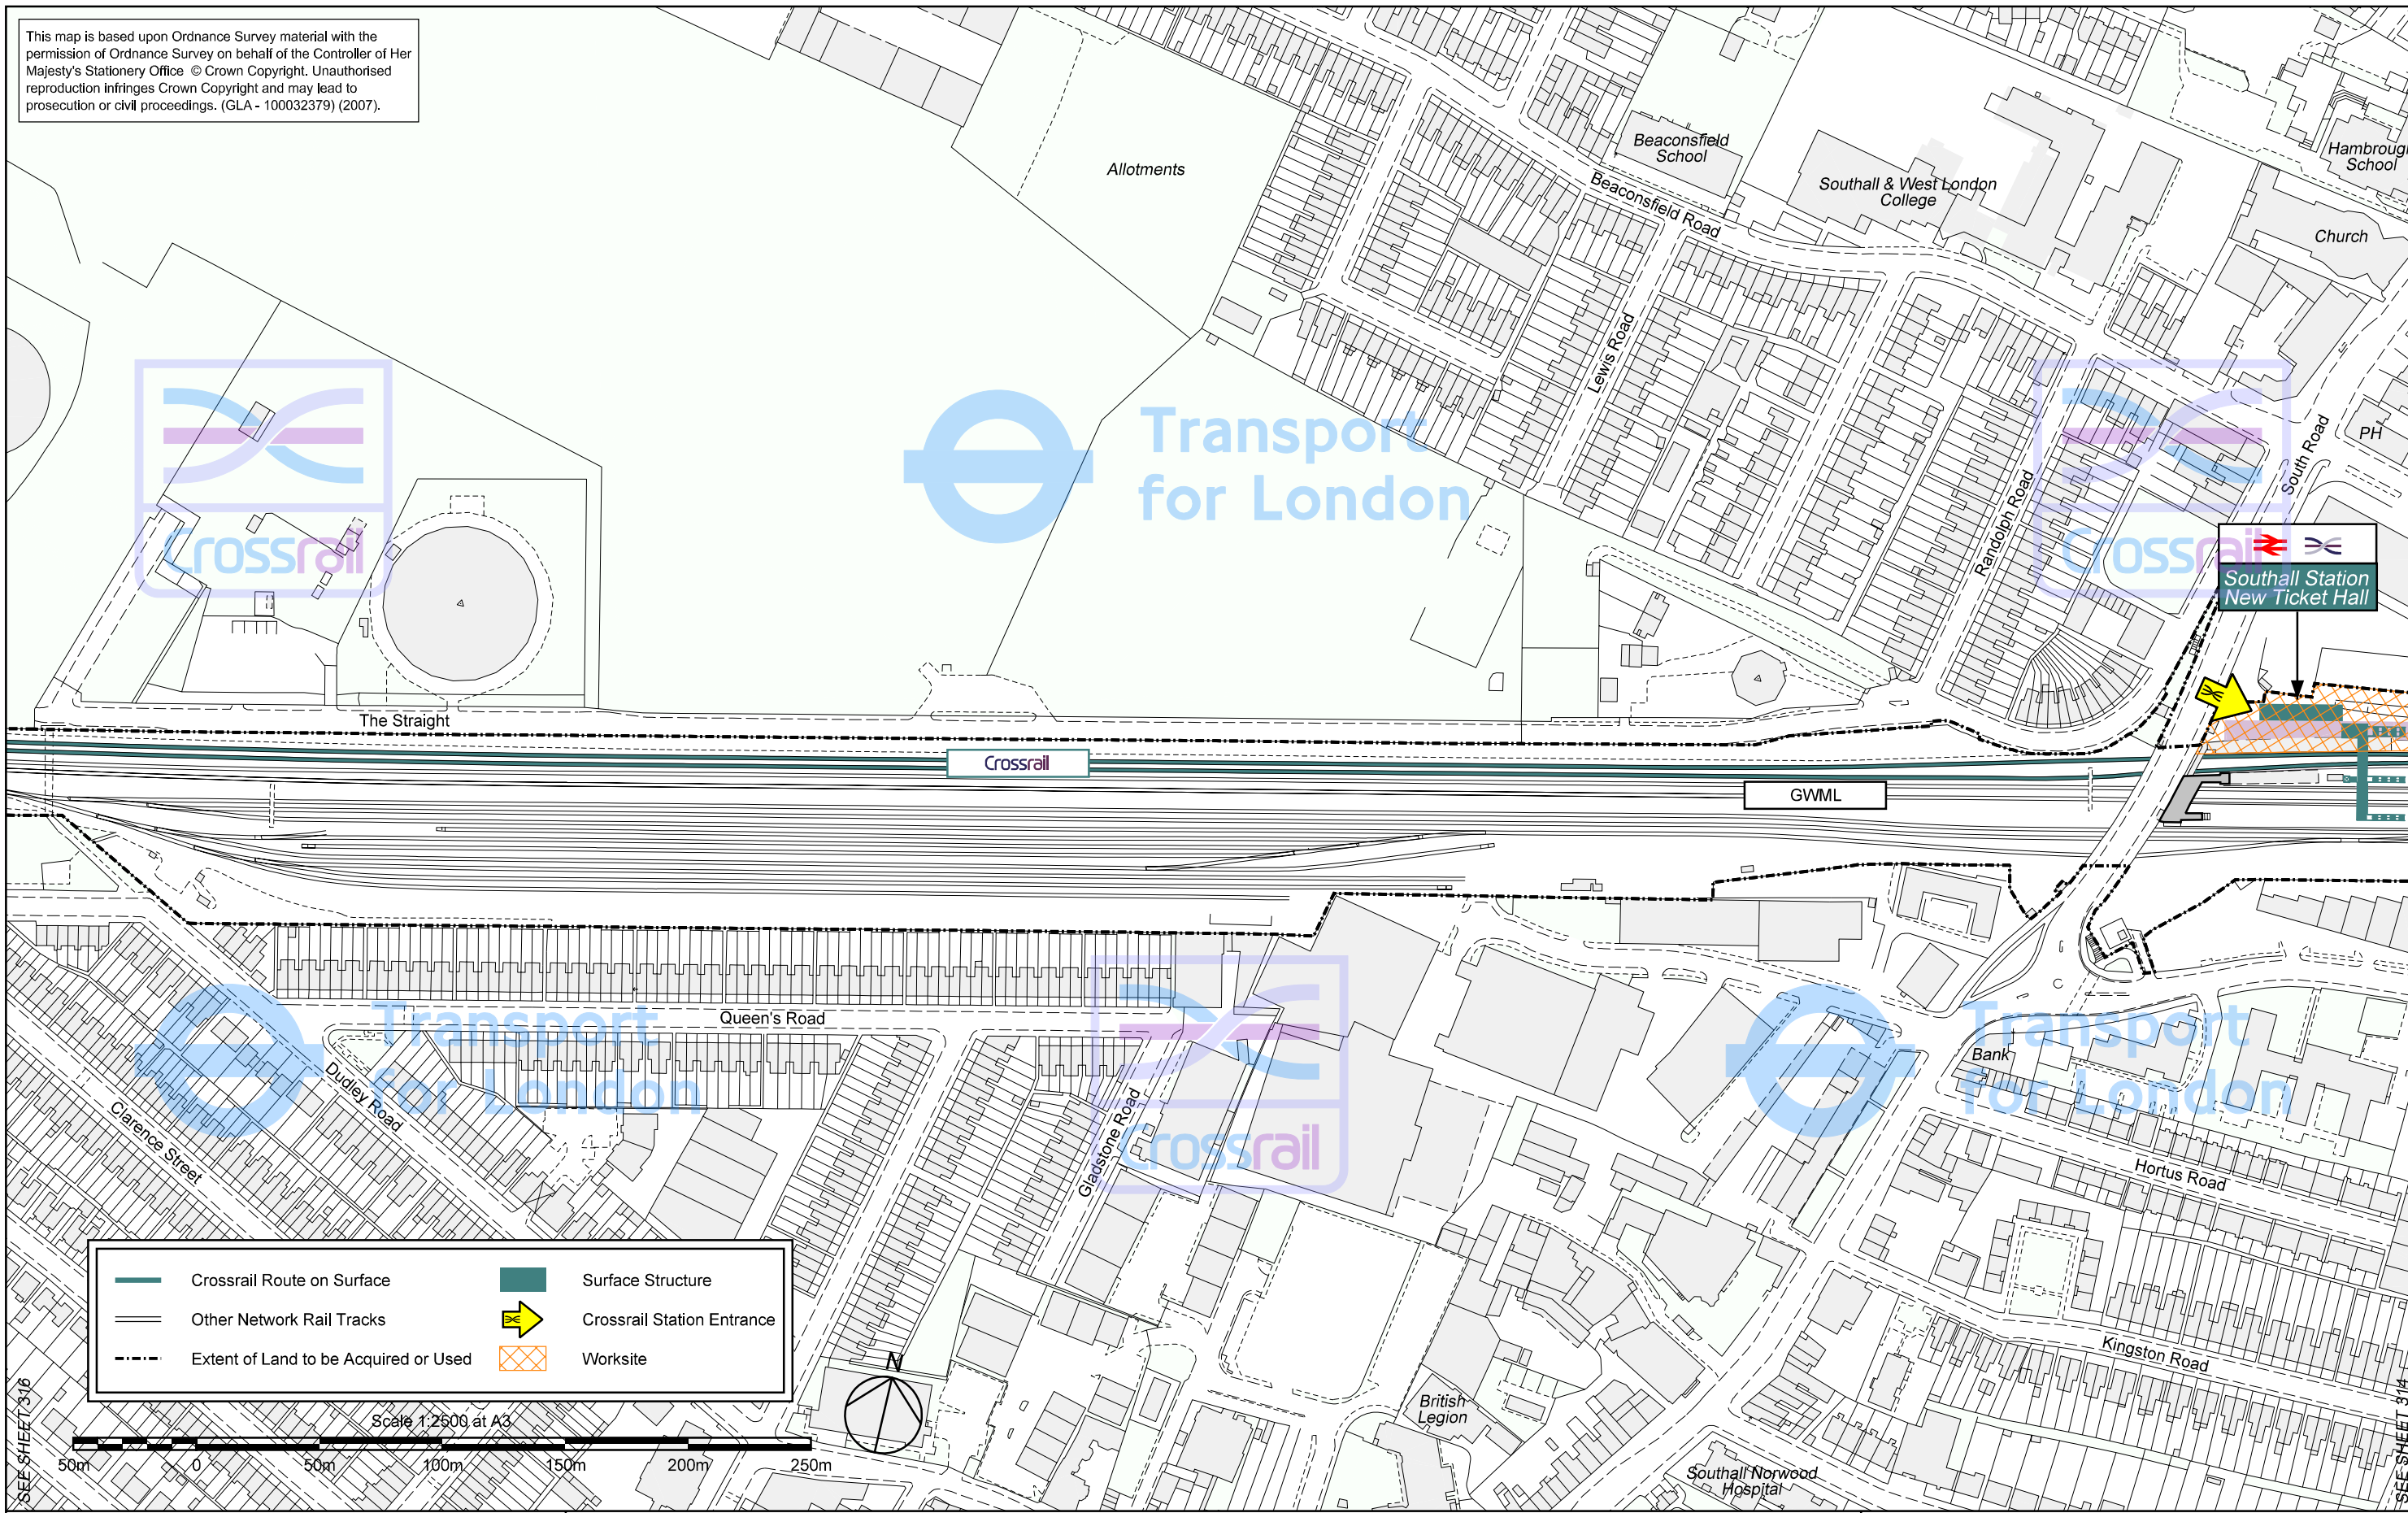 This map is based upon Ordnance Survey material with the
permission of Ordnance Survey on behalf of the Controller of Her
Majesty's Stationery Office © Crown Copyright. Unauthorised
reproduction infringes Crown Copyright and may lead to
prosecution or civil proceedings. (GLA - 100032379) (2007).
Allotments
Beaconsfield
School
Beaconsfield Road
Southall & West London
College
Hambrough
School
Church
Lewis Road
Randolph Road
South Road
PH
Crossrail
Transport
for London
Crossrail
Southall Station
New Ticket Hall
The Straight
Crossrail
GWML
Queen's Road
Transport
for London
Dudley Road
Clarence Street
Gladstone Road
Crossrail
Transport
for London
Bank
Hortus Road
Kingston Road
British
Legion
Southall Norwood
Hospital
Crossrail Route on Surface
Surface Structure
Other Network Rail Tracks
Crossrail Station Entrance
Extent of Land to be Acquired or Used
Worksite
N
Scale 1:2500 at A3
50m 0 50m 100m 150m 200m 250m
SEE SHEET 316
SEE SHEET 314